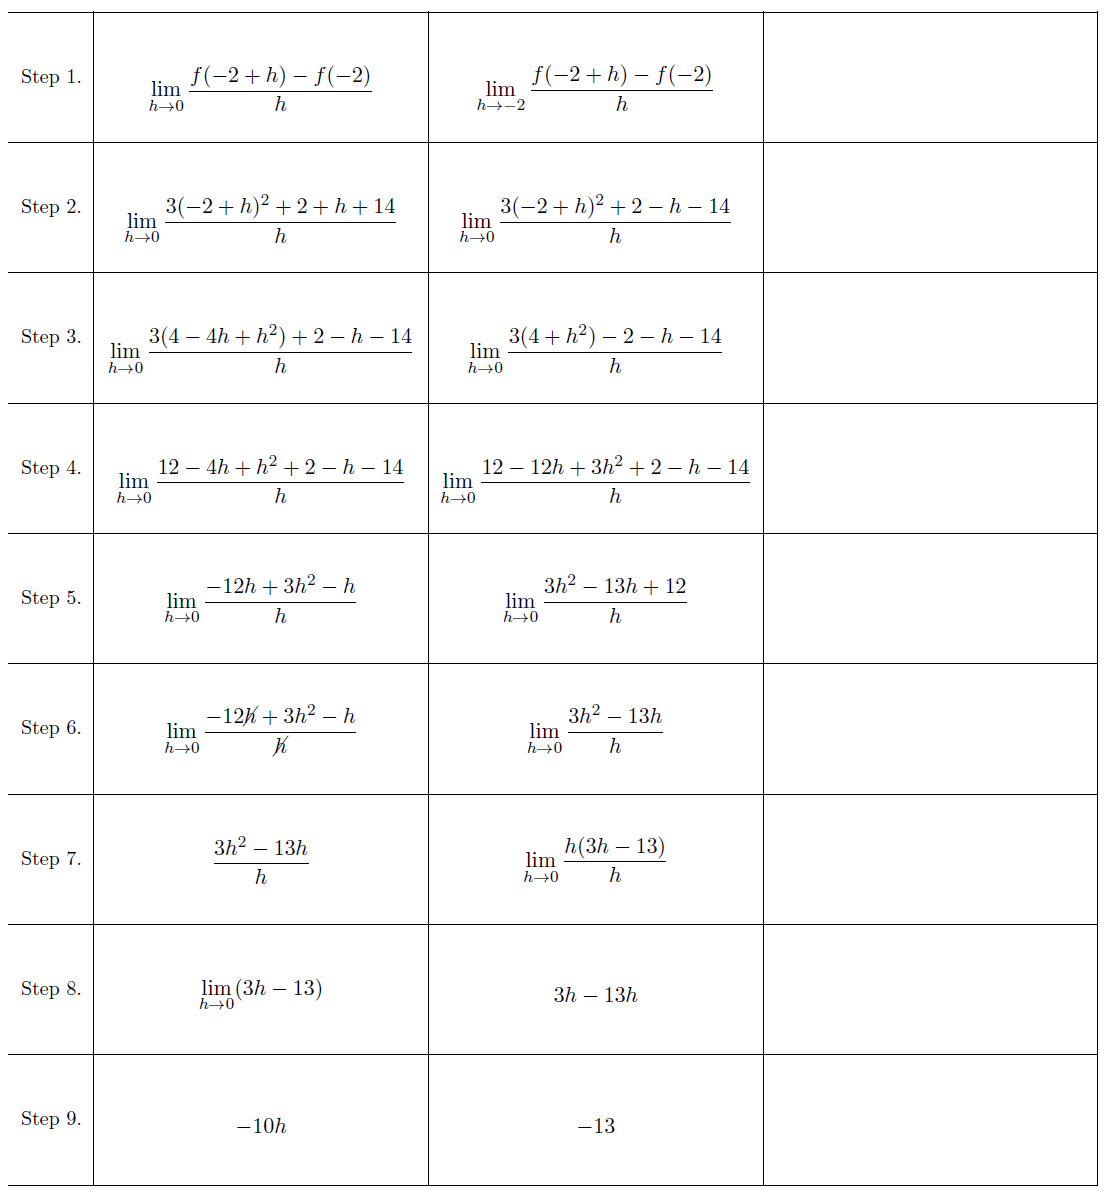 Step 1. $\lim_{h \to 0} \frac{f(-2+h) - f(-2)}{h}$ $\lim_{h \to -2} \frac{f(-2+h) - f(-2)}{h}$
Step 2. $\lim_{h \to 0} \frac{3(-2+h)^2 + 2 + h + 14}{h}$ $\lim_{h \to 0} \frac{3(-2+h)^2 + 2 - h - 14}{h}$
Step 3. $\lim_{h \to 0} \frac{3(4 - 4h + h^2) + 2 - h - 14}{h}$ $\lim_{h \to 0} \frac{3(4 + h^2) - 2 - h - 14}{h}$
Step 4. $\lim_{h \to 0} \frac{12 - 4h + h^2 + 2 - h - 14}{h}$ $\lim_{h \to 0} \frac{12 - 12h + 3h^2 + 2 - h - 14}{h}$
Step 5. $\lim_{h \to 0} \frac{-12h + 3h^2 - h}{h}$ $\lim_{h \to 0} \frac{3h^2 - 13h + 12}{h}$
Step 6. $\lim_{h \to 0} \frac{-12\not{h} + 3h^2 - h}{\not{h}}$ $\lim_{h \to 0} \frac{3h^2 - 13h}{h}$
Step 7. $\frac{3h^2 - 13h}{h}$ $\lim_{h \to 0} \frac{h(3h - 13)}{h}$
Step 8. $\lim_{h \to 0} (3h - 13)$ $3h - 13h$
Step 9. $-10h$ $-13$